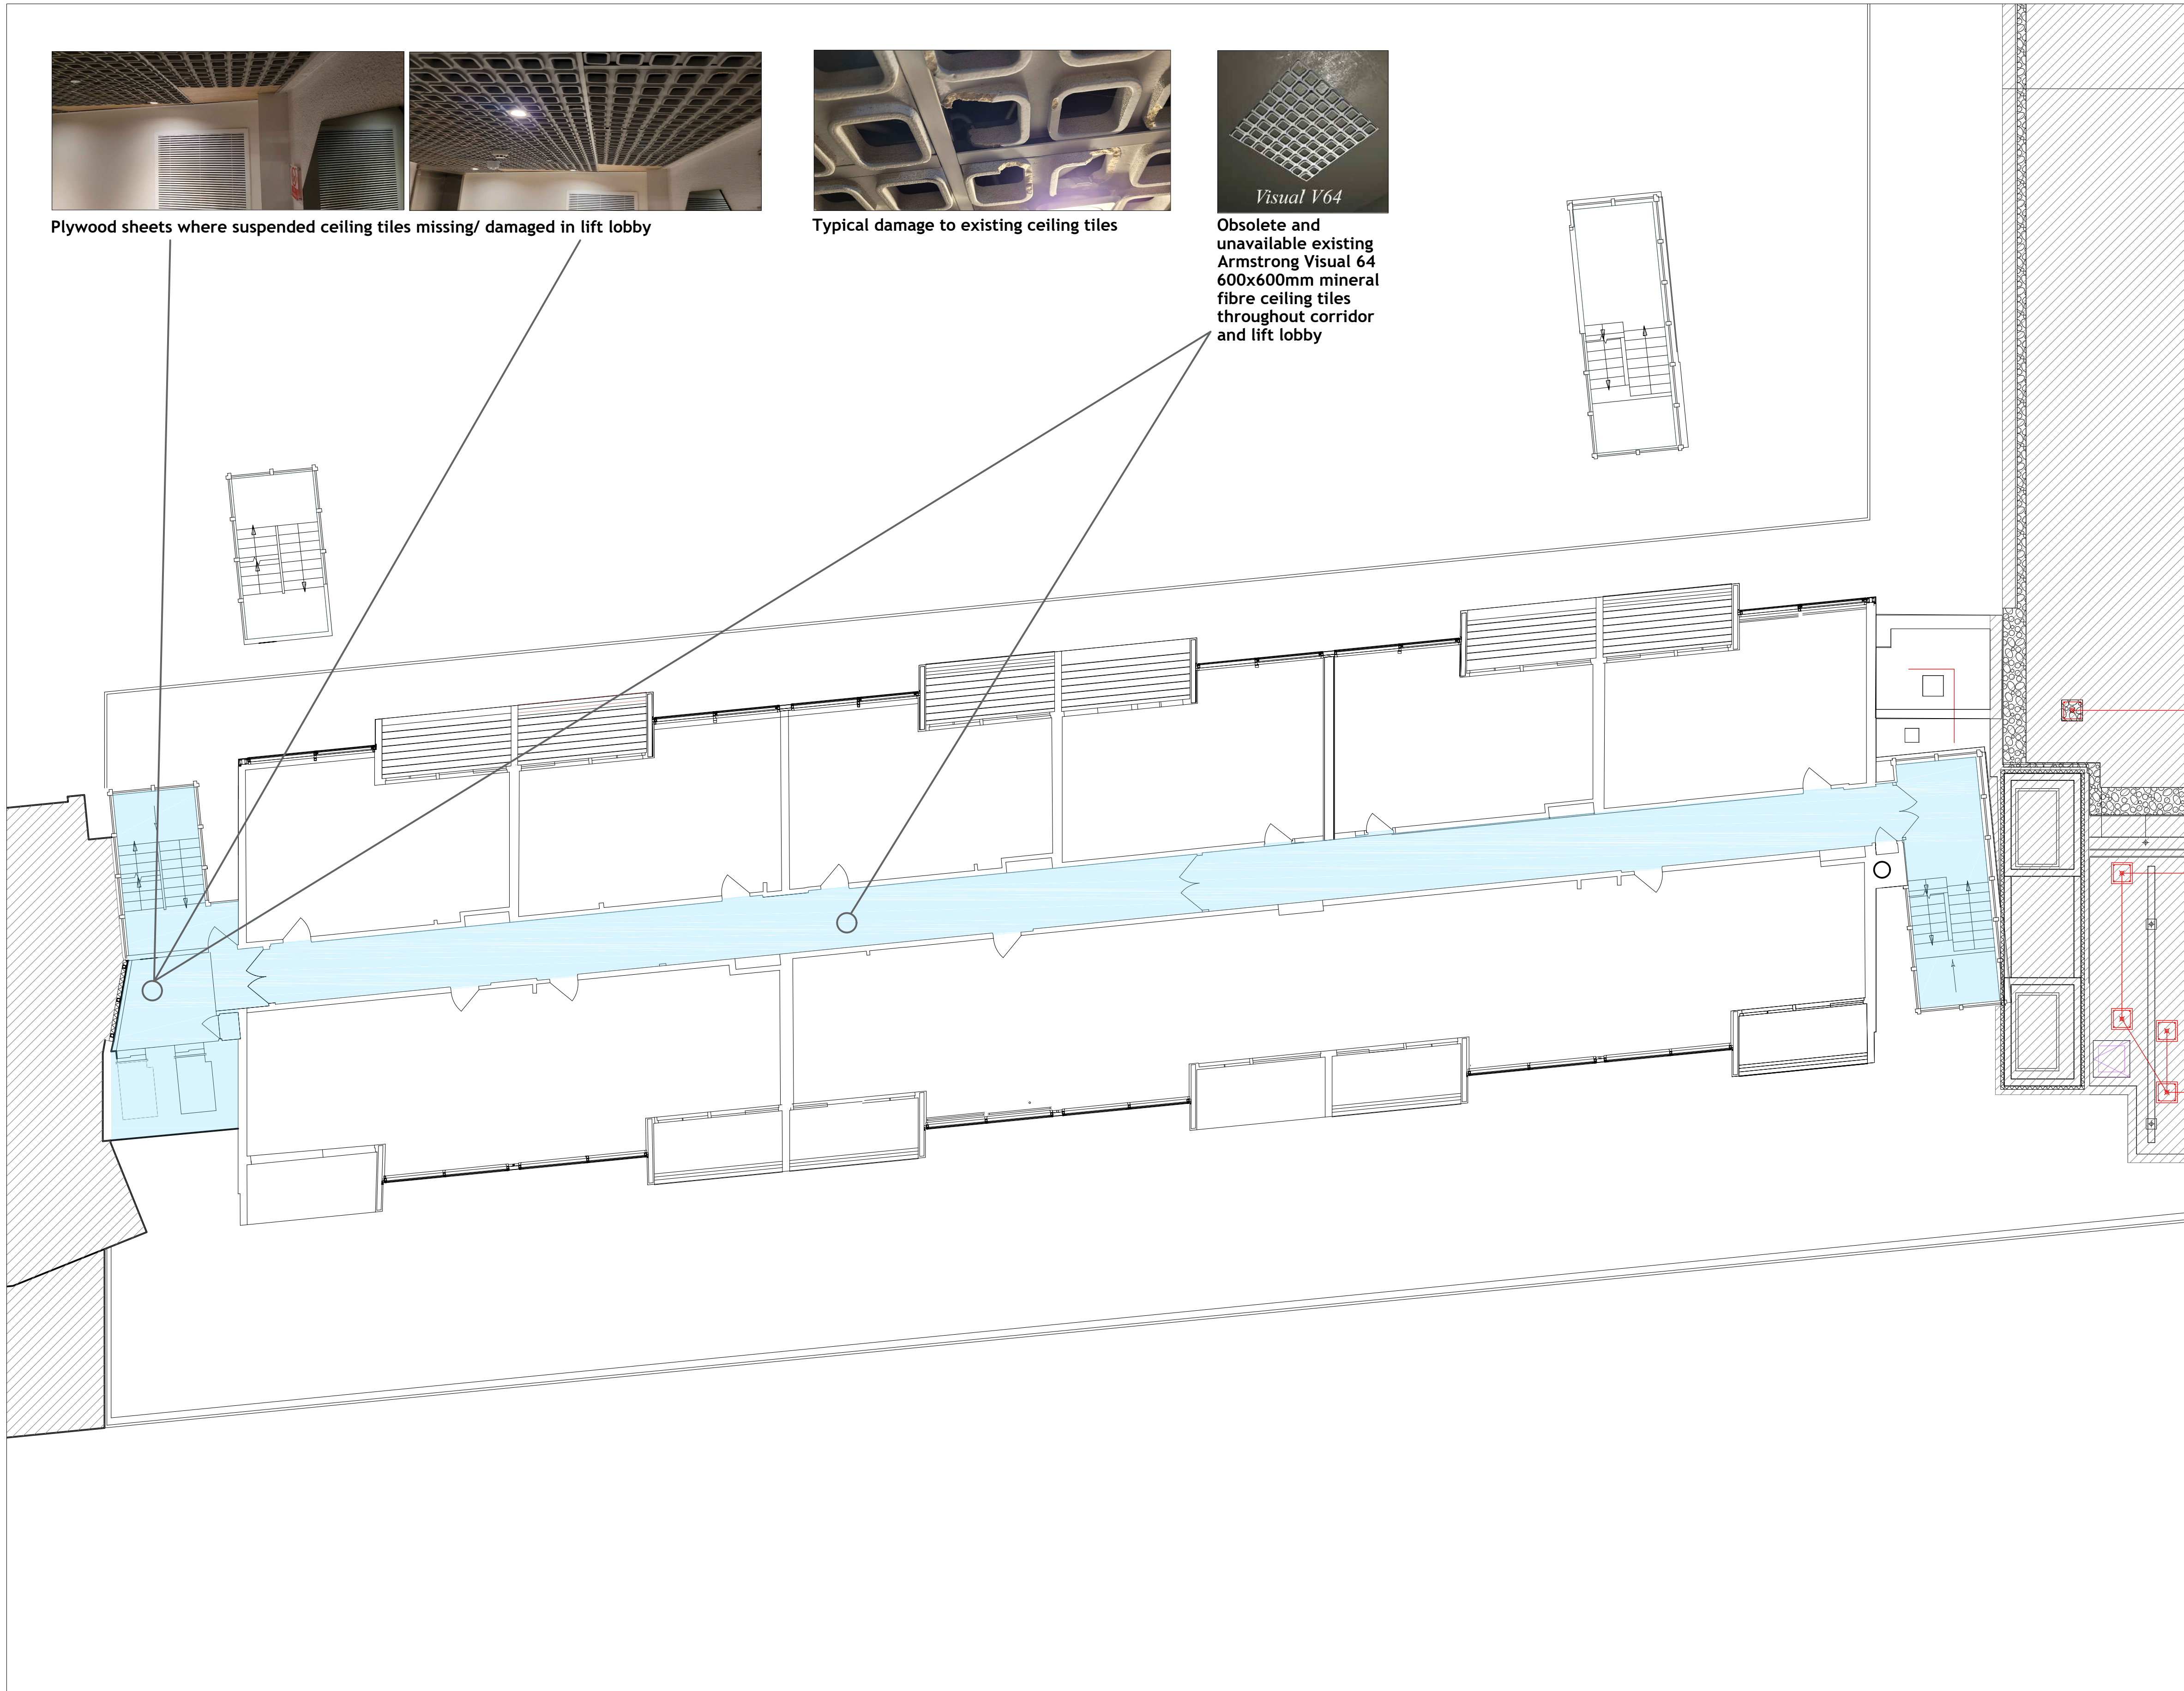 Visual V64
Plywood sheets where suspended ceiling tiles missing/ damaged in lift lobby
Typical damage to existing ceiling tiles
Obsolete and
unavailable existing
Armstrong Visual 64
600x600mm mineral
fibre ceiling tiles
throughout corridor
and lift lobby